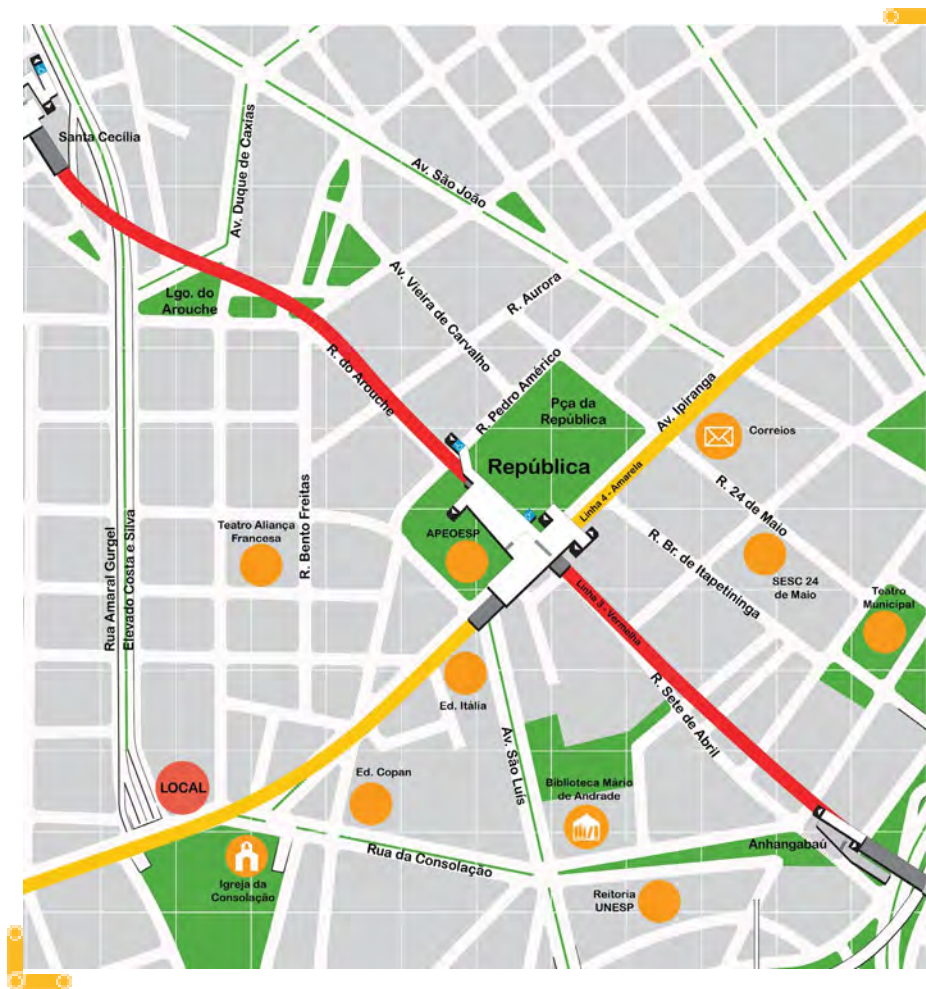 Santa Cecília
Av. Duque de Caxias
Av. São João
Lgo. do
Arouche
Av. Vieira de Carvalho
R. Aurora
R. do Arouche
R. Pedro Américo
Pça da
República
Av. Ipiranga
Correios
República
Linha 4 - Amarela
R. 24 de Maio
R. Bento Freitas
Teatro Aliança
Francesa
APEOESP
R. Br. de Itapetininga
SESC 24
de Maio
Teatro
Municipal
Rua Amaral Gurgel
Elevado Costa e Silva
Linha 3 - Vermelha
Ed. Itália
R. Sete de Abril
Av. São Luís
LOCAL
Ed. Copan
Biblioteca Mário
de Andrade
Anhangabaú
Rua da Consolação
Igreja da
Consolação
Reitoria
UNESP